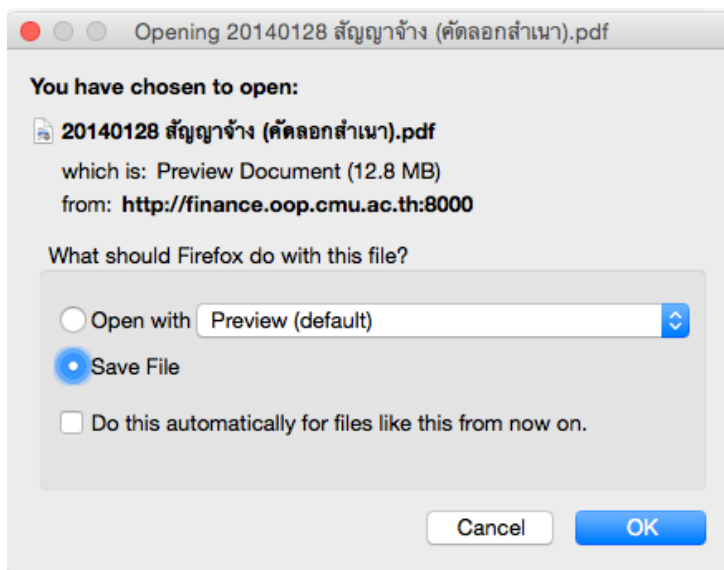 Opening 20140128 สัญญาจ้าง (คัดลอกสำเนา).pdf
You have chosen to open:
20140128 สัญญาจ้าง (คัดลอกสำเนา).pdf
which is: Preview Document (12.8 MB)
from: http://finance.oop.cmu.ac.th:8000
What should Firefox do with this file?
Open with Preview (default)
Save File
Do this automatically for files like this from now on.
Cancel OK